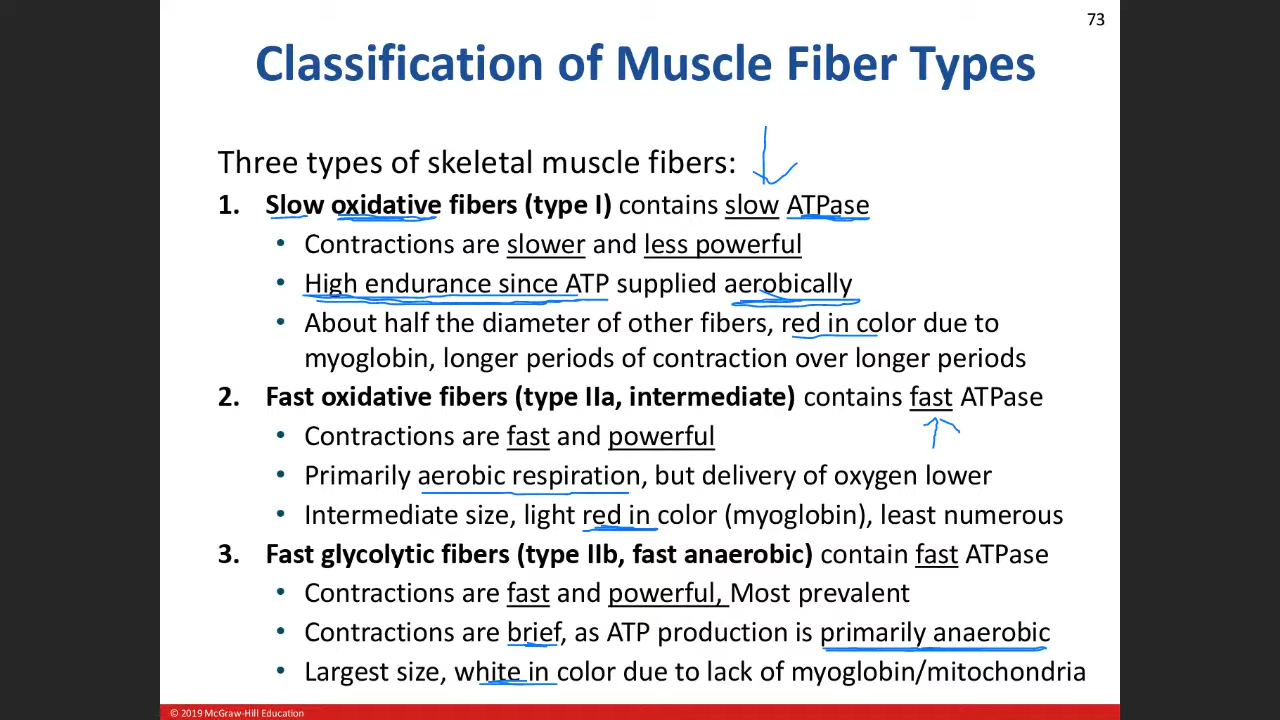 73
Classification of Muscle Fiber Types
Three types of skeletal muscle fibers:
1. Slow oxidative fibers (type I) contains slow ATPase
• Contractions are slower and less powerful
• High endurance since ATP supplied aerobically
• About half the diameter of other fibers, red in color due to
myoglobin, longer periods of contraction over longer periods
2. Fast oxidative fibers (type IIa, intermediate) contains fast ATPase
• Contractions are fast and powerful
• Primarily aerobic respiration, but delivery of oxygen lower
• Intermediate size, light red in color (myoglobin), least numerous
3. Fast glycolytic fibers (type IIb, fast anaerobic) contain fast ATPase
• Contractions are fast and powerful, Most prevalent
• Contractions are brief, as ATP production is primarily anaerobic
• Largest size, white in color due to lack of myoglobin/mitochondria
© 2019 McGraw-Hill Education